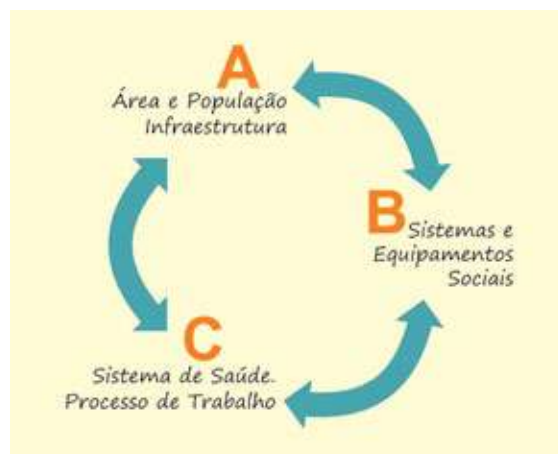 A
Área e População
Infraestrutura
B
Sistemas e
Equipamentos
Sociais
C
Sistema de Saúde.
Processo de Trabalho